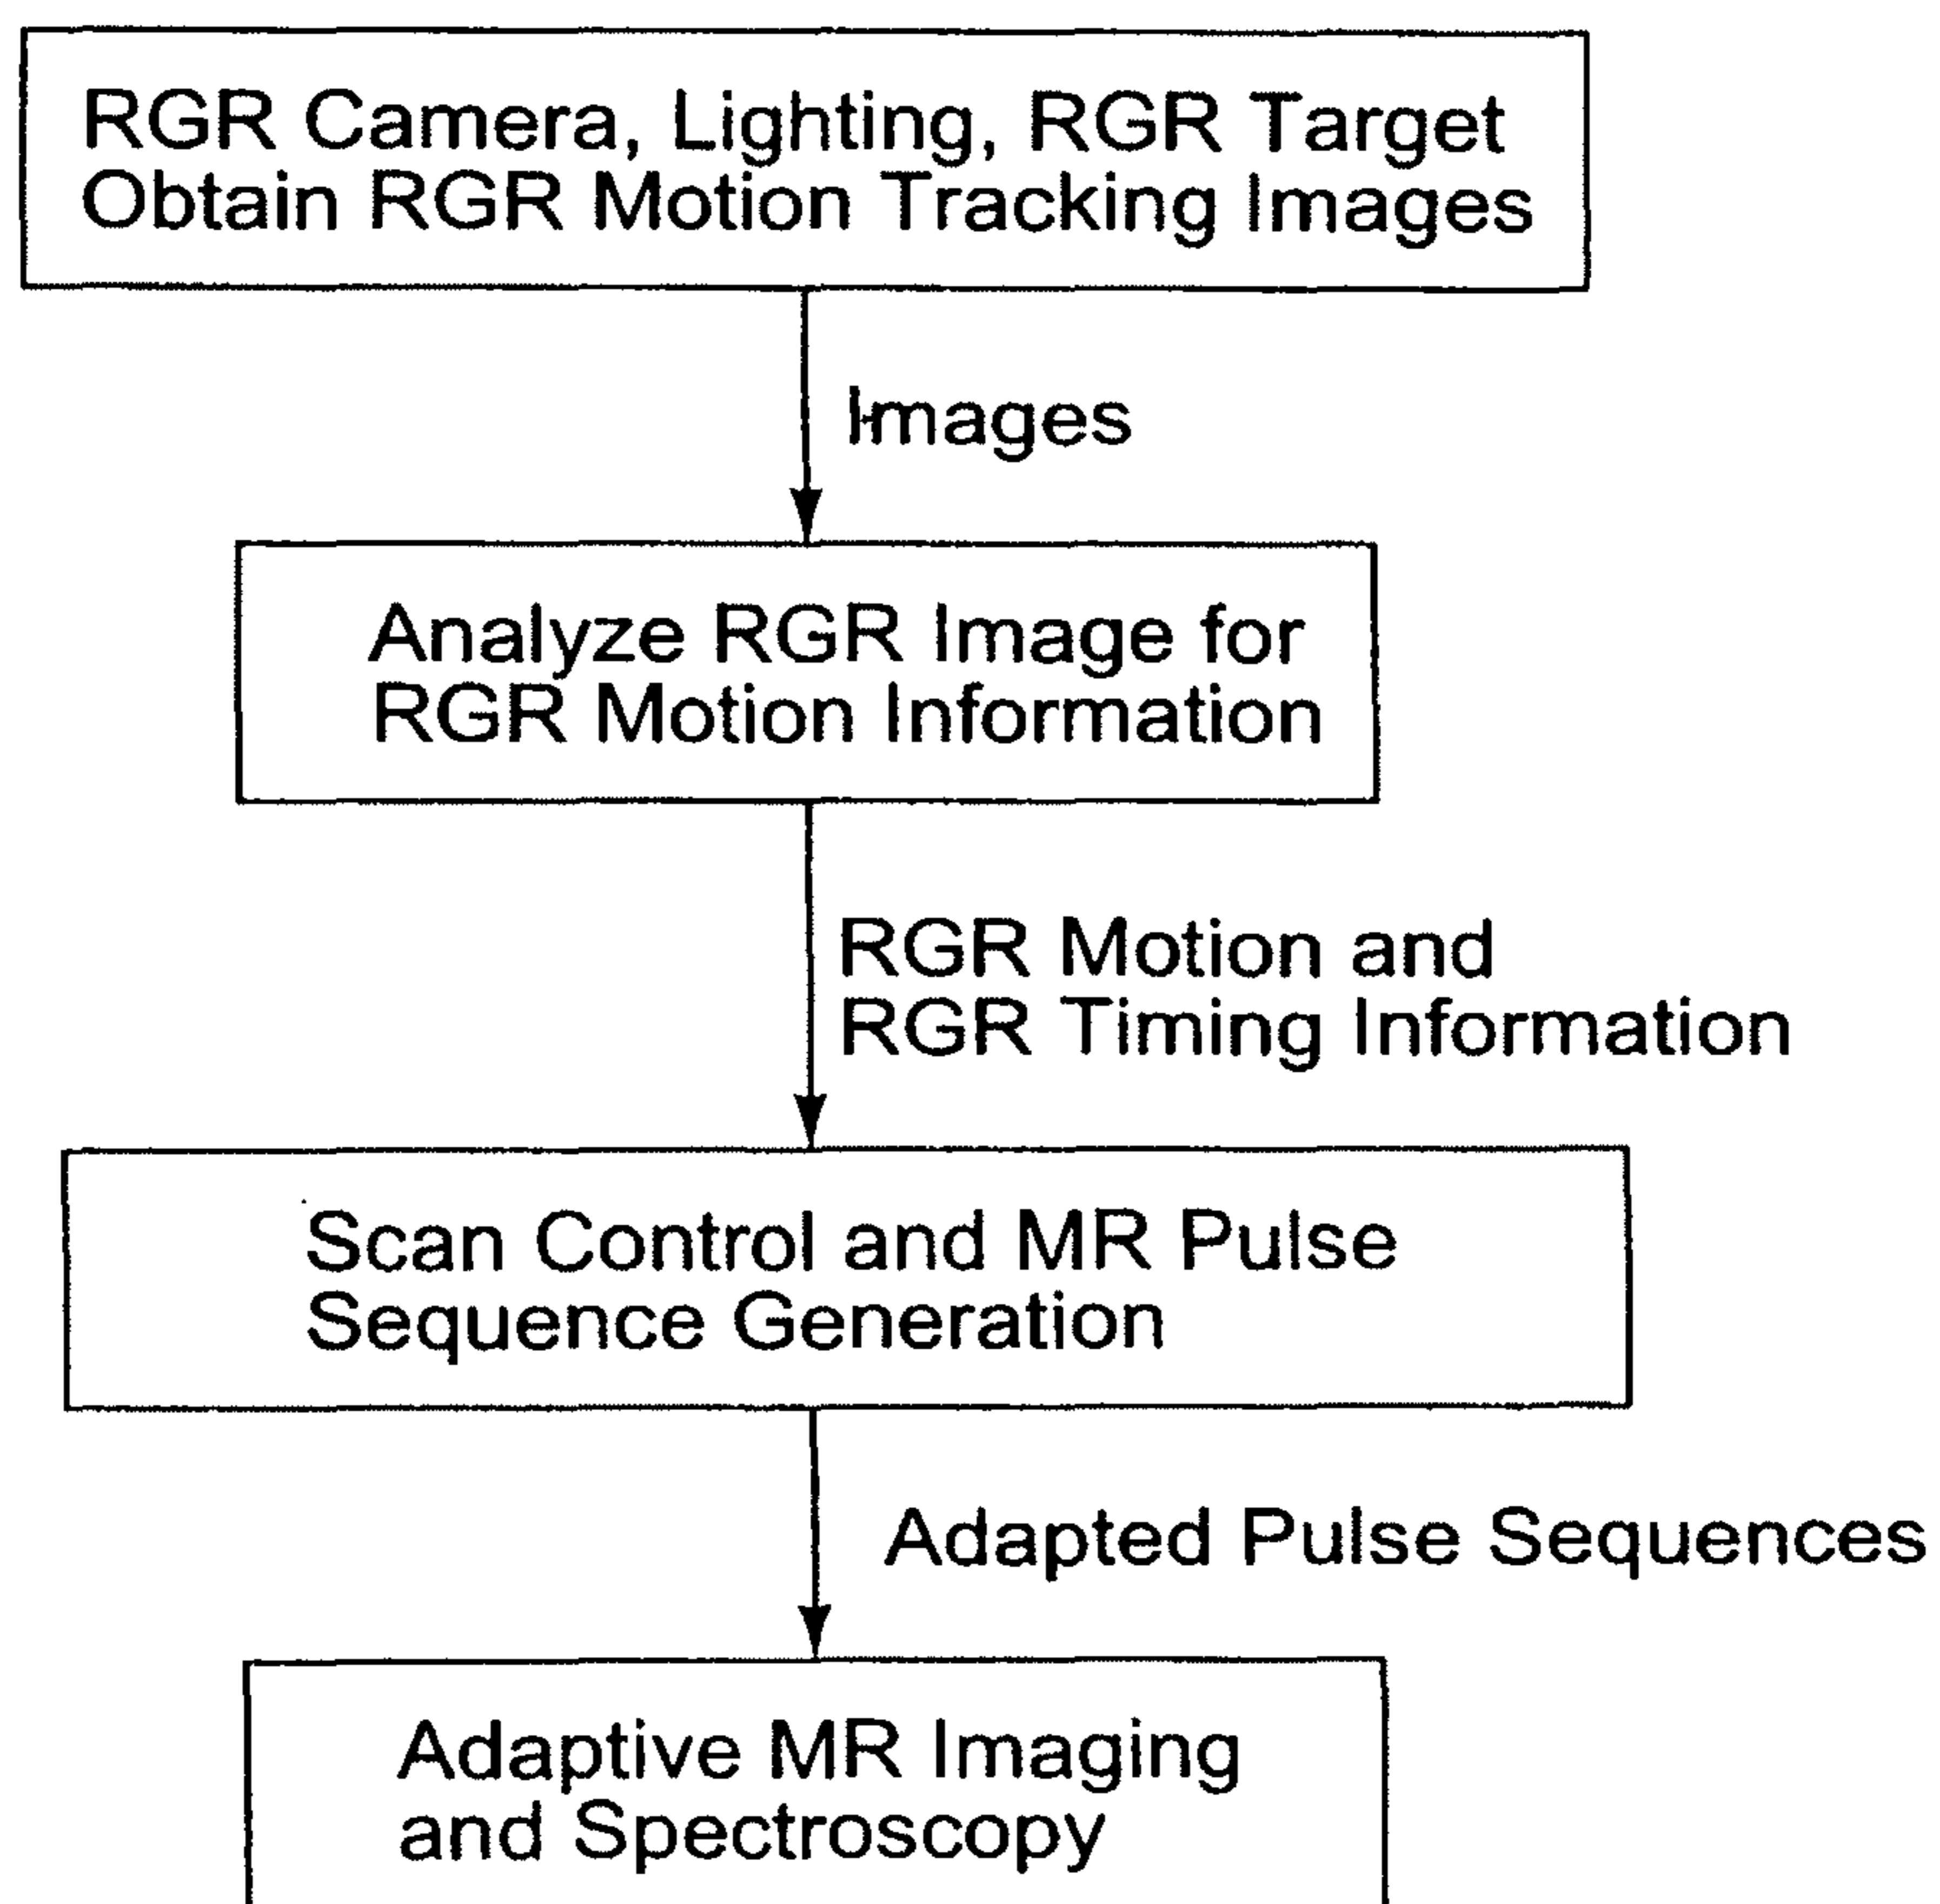 RGR Camera, Lighting, RGR Target
Obtain RGR Motion Tracking Images
Images
Analyze RGR Image for
RGR Motion Information
RGR Motion and
RGR Timing Information
Scan Control and MR Pulse
Sequence Generation
Adapted Pulse Sequences
Adaptive MR Imaging
and Spectroscopy